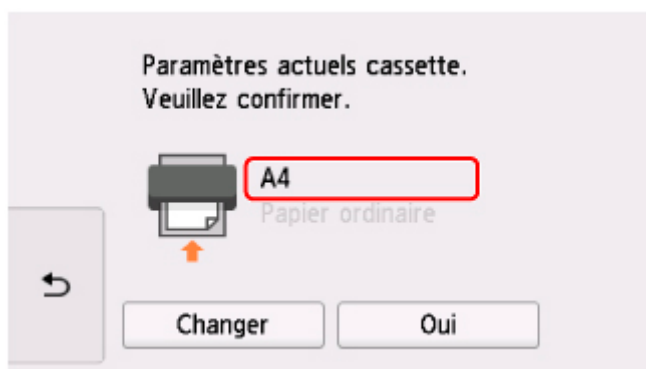 Paramètres actuels cassette.
Veuillez confirmer.
A4
Papier ordinaire
Changer
Oui